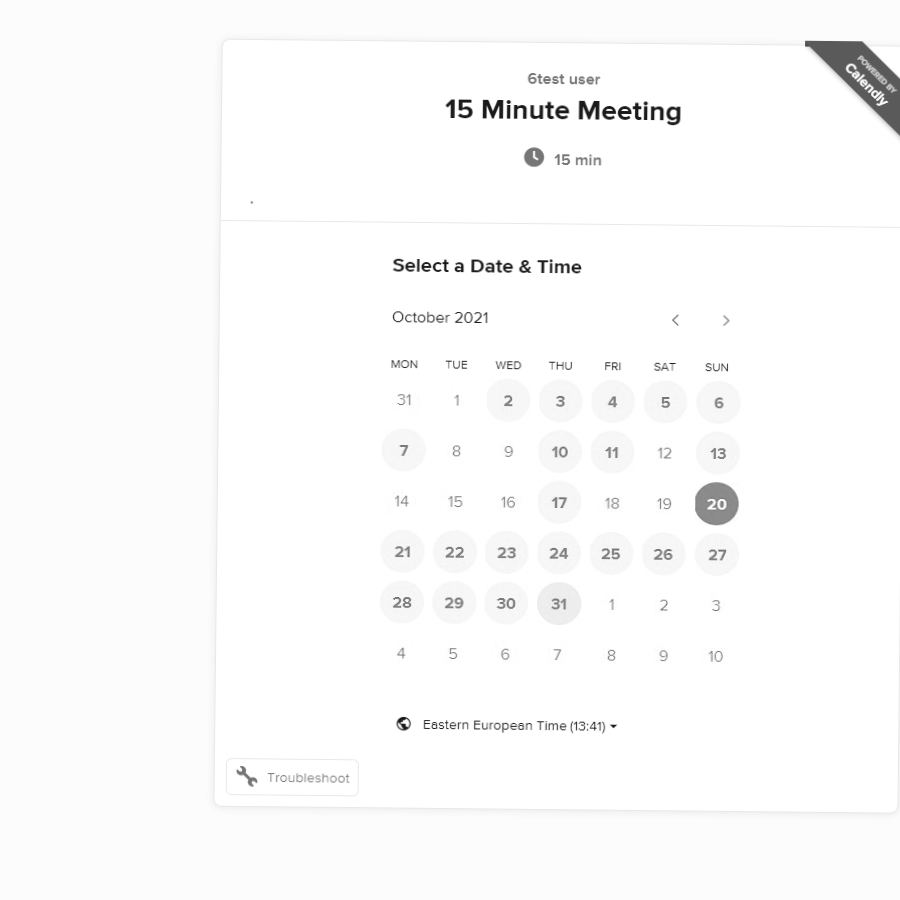 POWERED BY
Calendly
6test user
15 Minute Meeting
15 min
.
Select a Date & Time
October 2021
MON TUE WED THU FRI SAT SUN
31 1 2 3 4 5 6
7 8 9 10 11 12 13
14 15 16 17 18 19 20
21 22 23 24 25 26 27
28 29 30 31 1 2 3
4 5 6 7 8 9 10
Eastern European Time (13:41)
Troubleshoot